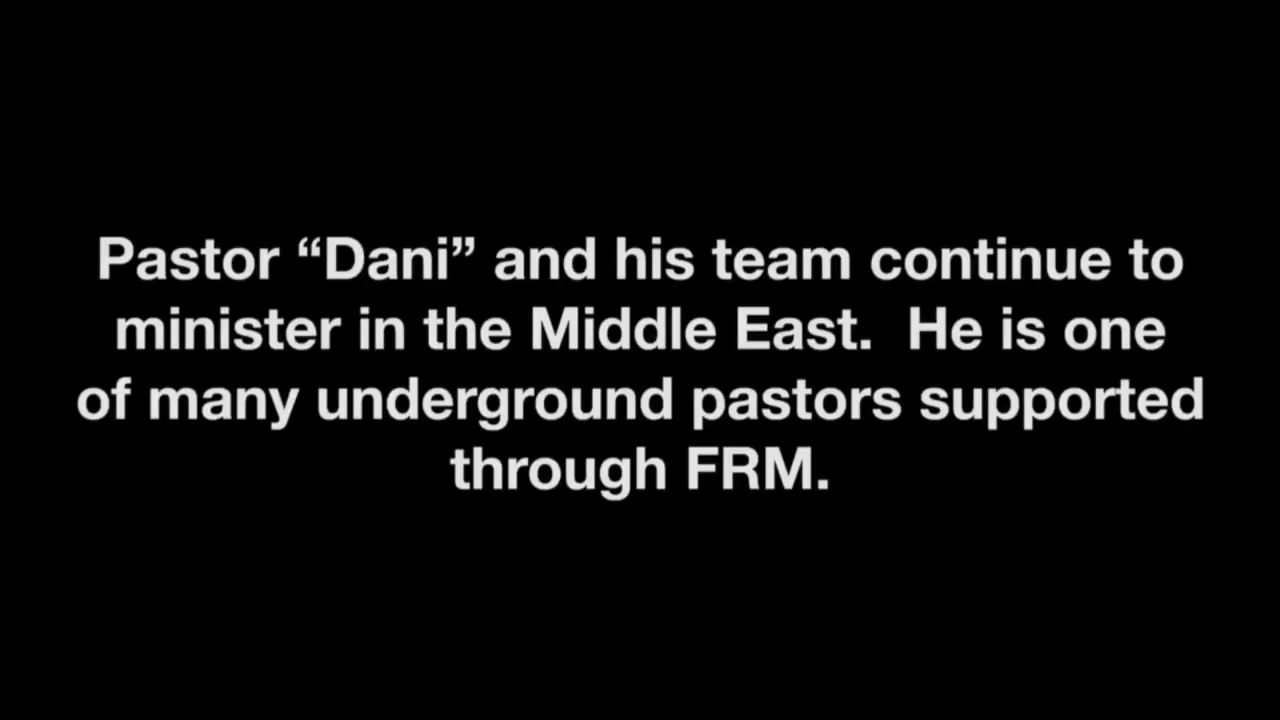 Pastor “Dani” and his team continue to
minister in the Middle East.  He is one
of many underground pastors supported
through FRM.